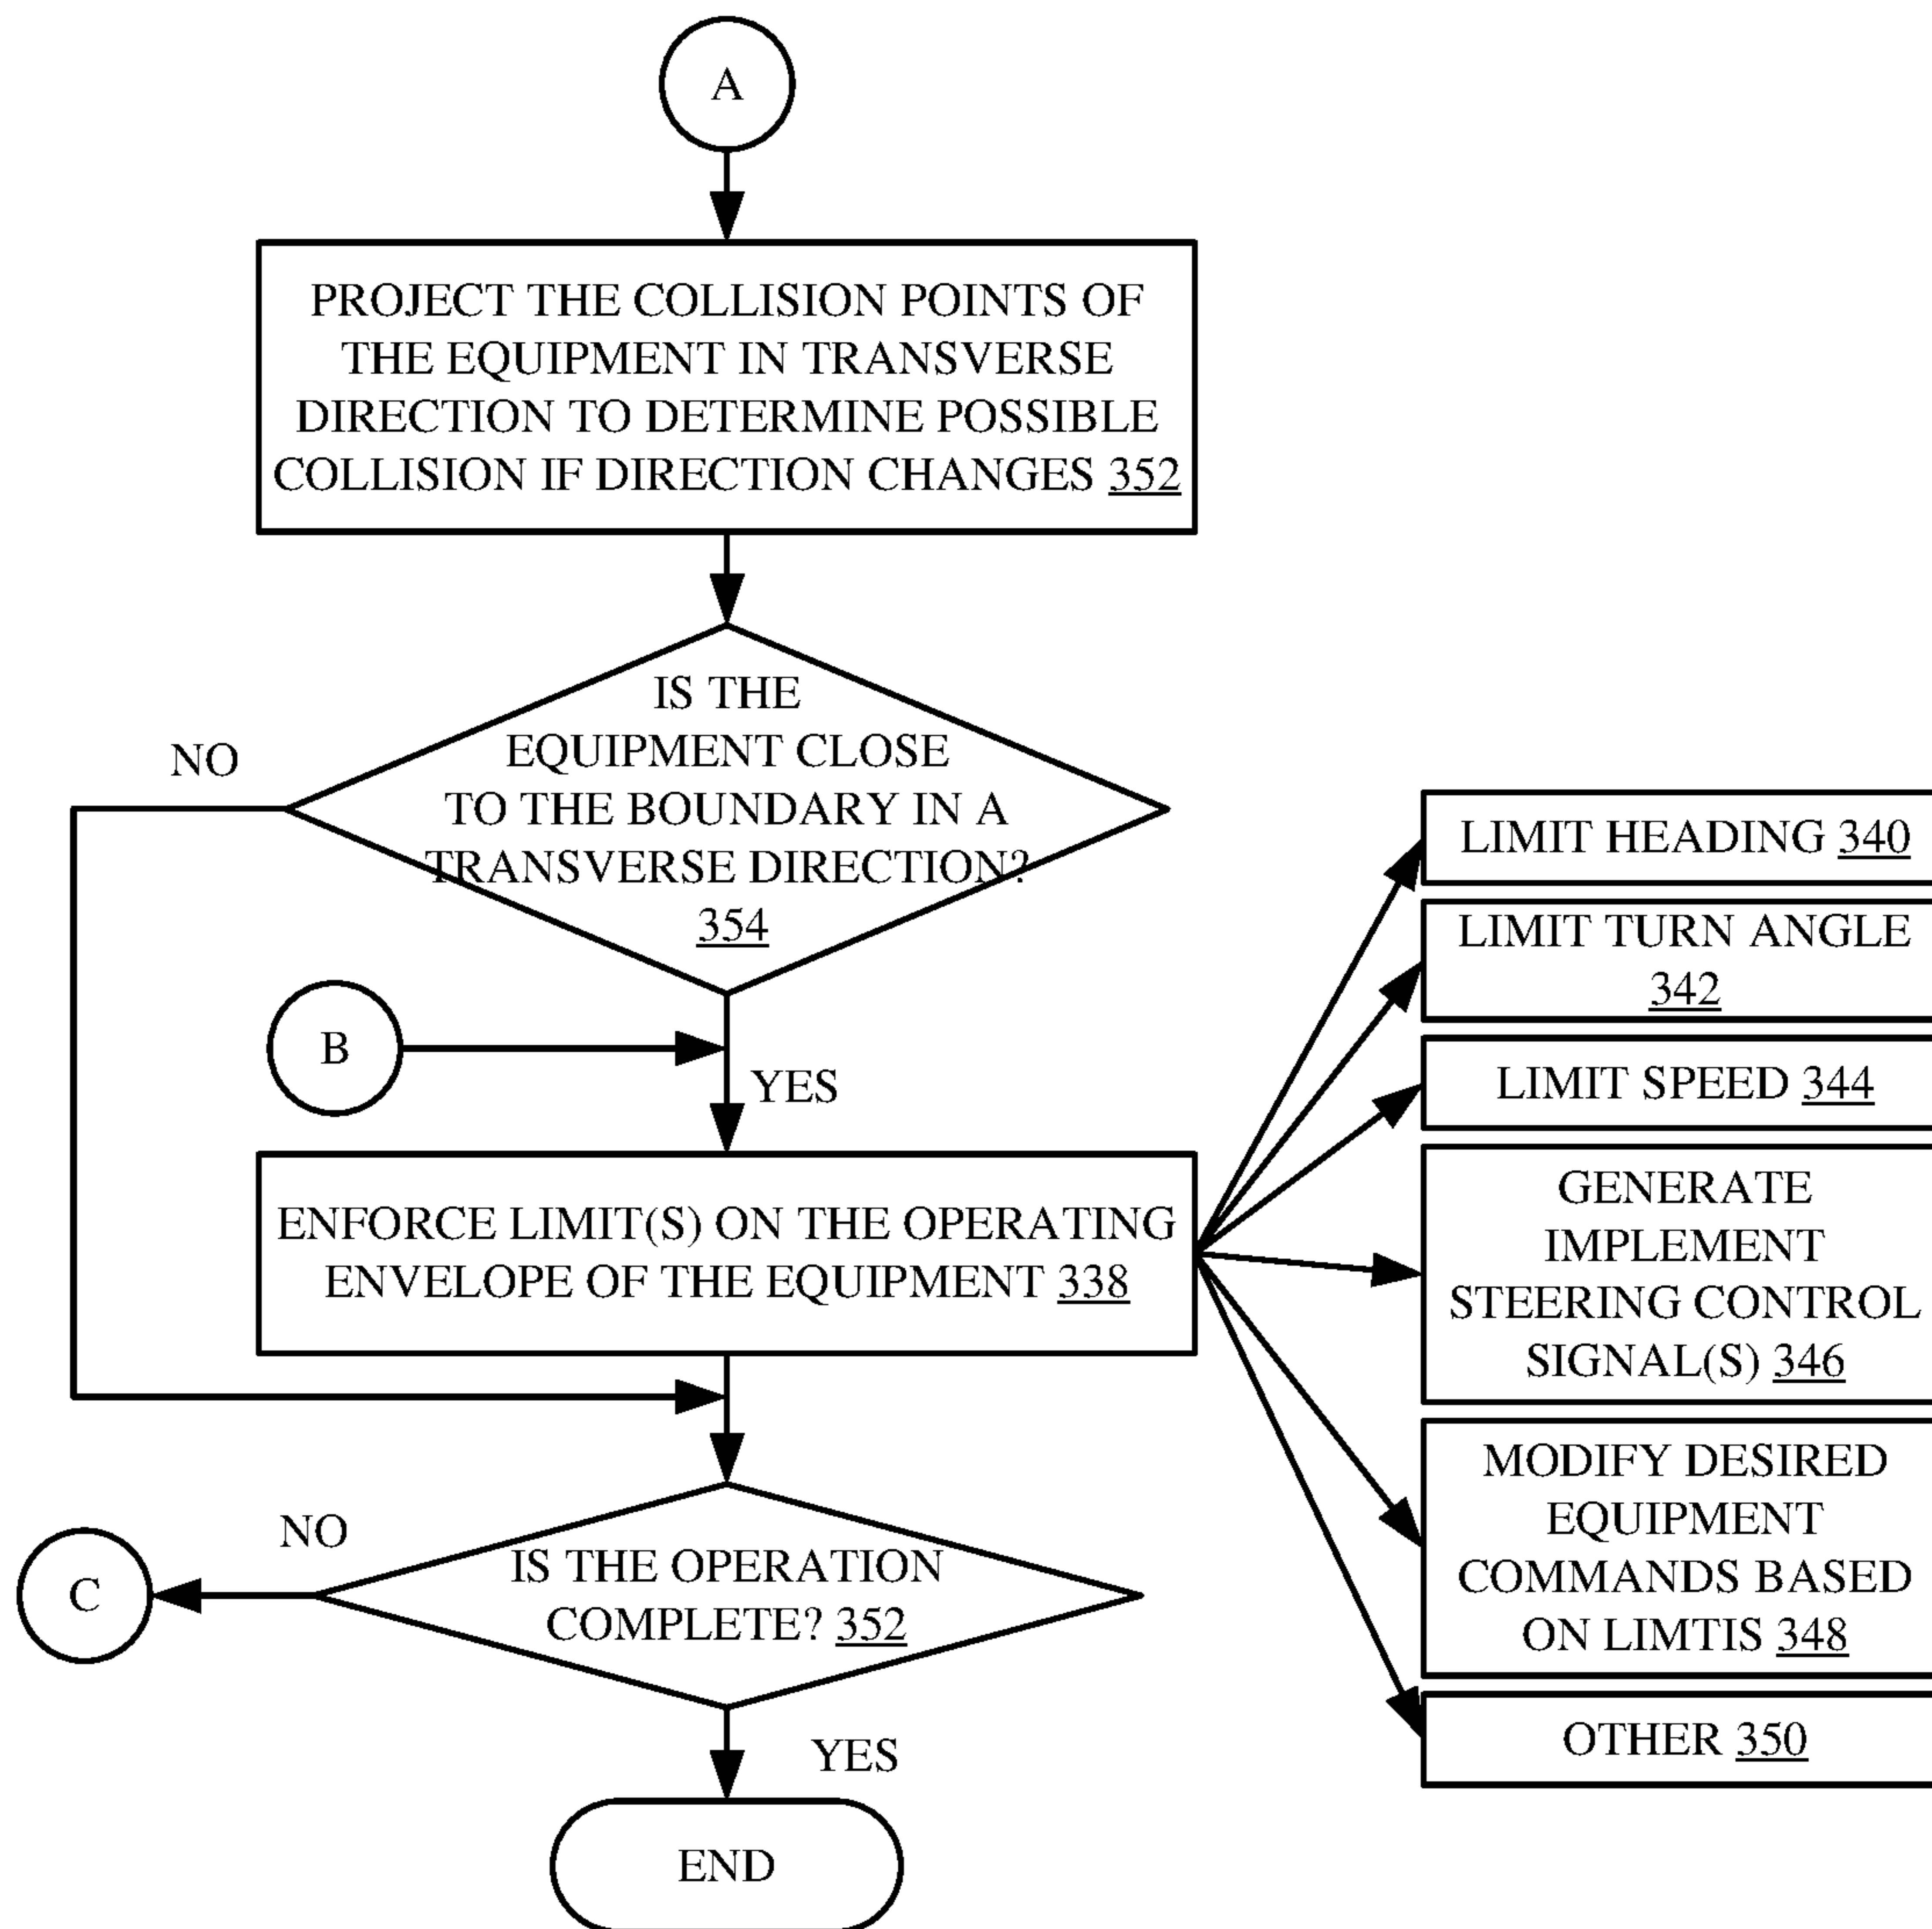 A
PROJECT THE COLLISION POINTS OF
THE EQUIPMENT IN TRANSVERSE
DIRECTION TO DETERMINE POSSIBLE
COLLISION IF DIRECTION CHANGES 352
IS THE
EQUIPMENT CLOSE
TO THE BOUNDARY IN A
TRANSVERSE DIRECTION?
354
NO
B
YES
ENFORCE LIMIT(S) ON THE OPERATING
ENVELOPE OF THE EQUIPMENT 338
LIMIT HEADING 340
LIMIT TURN ANGLE
342
LIMIT SPEED 344
GENERATE
IMPLEMENT
STEERING CONTROL
SIGNAL(S) 346
MODIFY DESIRED
EQUIPMENT
COMMANDS BASED
ON LIMTIS 348
OTHER 350
IS THE OPERATION
COMPLETE? 352
NO
C
YES
END